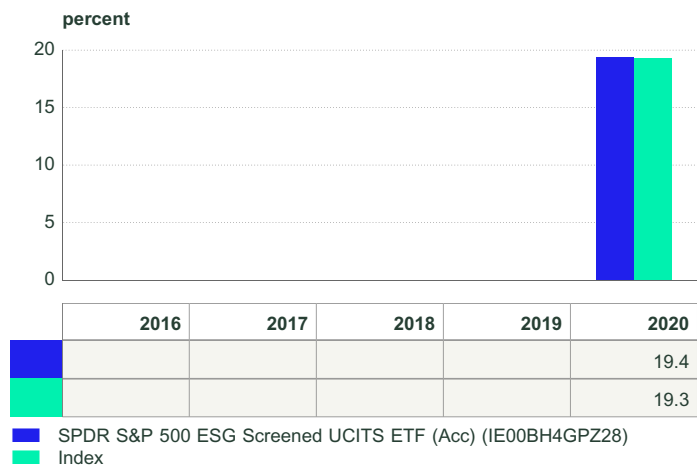 percent
20
15
10
5
0
2016 2017 2018 2019 2020
19.4
19.3
SPDR S&P 500 ESG Screened UCITS ETF (Acc) (IE00BH4GPZ28)
Index